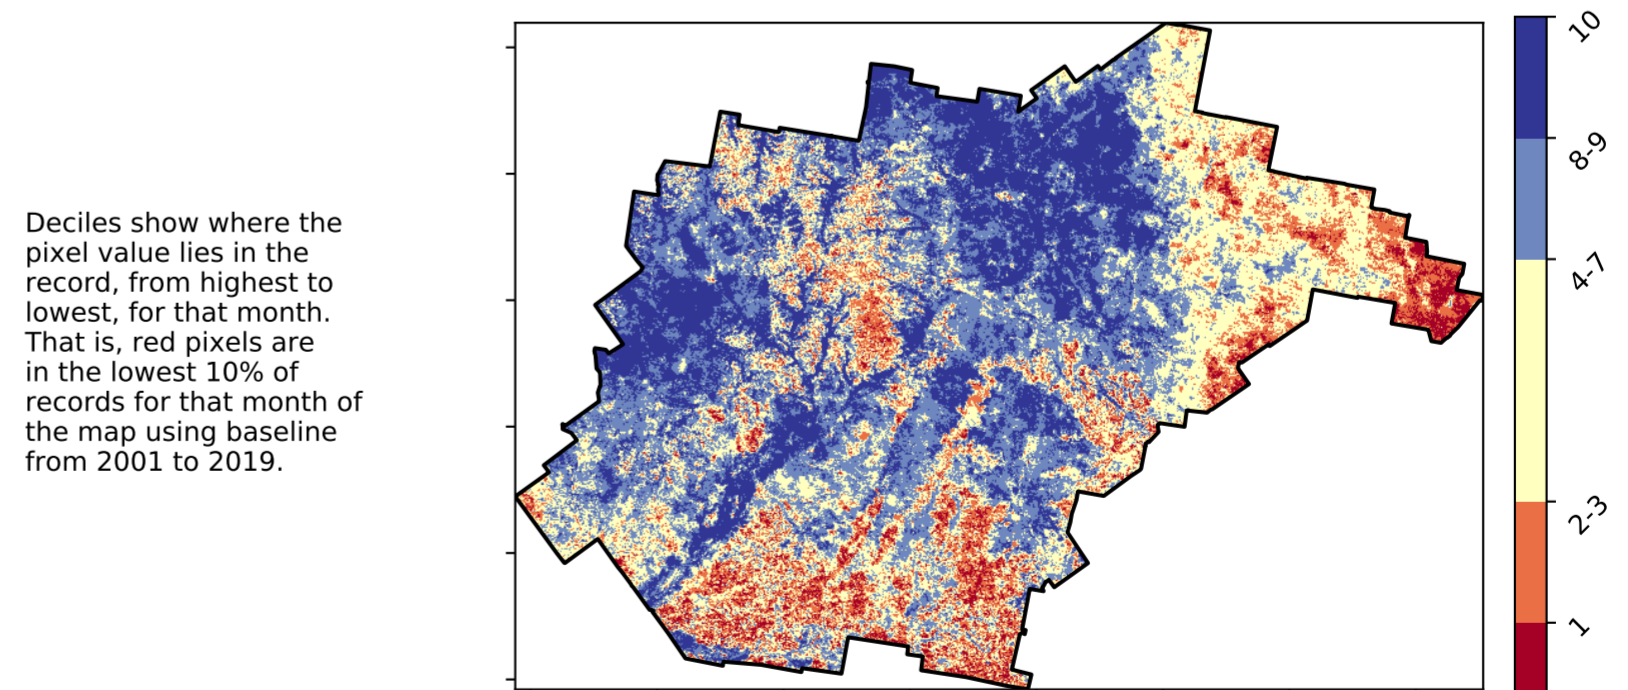 Deciles show where the
pixel value lies in the
record, from highest to
lowest, for that month.
That is, red pixels are
in the lowest 10% of
records for that month of
the map using baseline
from 2001 to 2019.
10
8-9
4-7
2-3
1